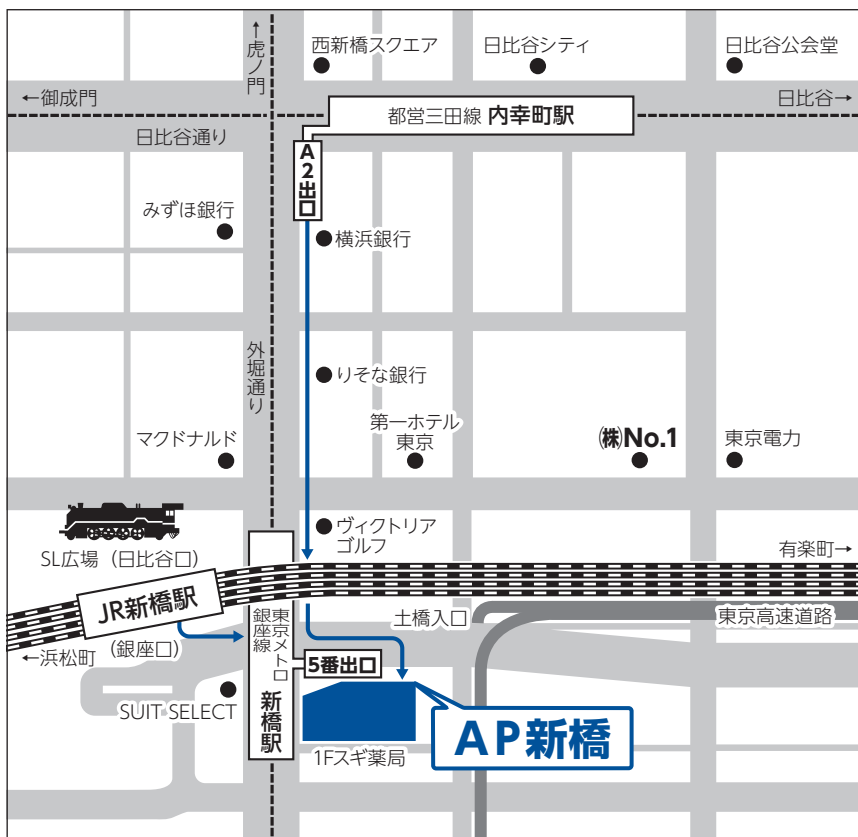 ←虎ノ門
西新橋スクエア
日比谷シティ
日比谷公会堂
←御成門
日比谷→
都営三田線 内幸町駅
日比谷通り
A2出口
みずほ銀行
横浜銀行
外堀通り
りそな銀行
マクドナルド
第一ホテル
東京
㈱No.1
東京電力
ヴィクトリア
ゴルフ
SL広場（日比谷口）
有楽町→
JR新橋駅
東京メトロ
銀座線
新橋駅
土橋入口
東京高速道路
←浜松町
（銀座口）
5番出口
SUIT SELECT
AP新橋
1Fスギ薬局